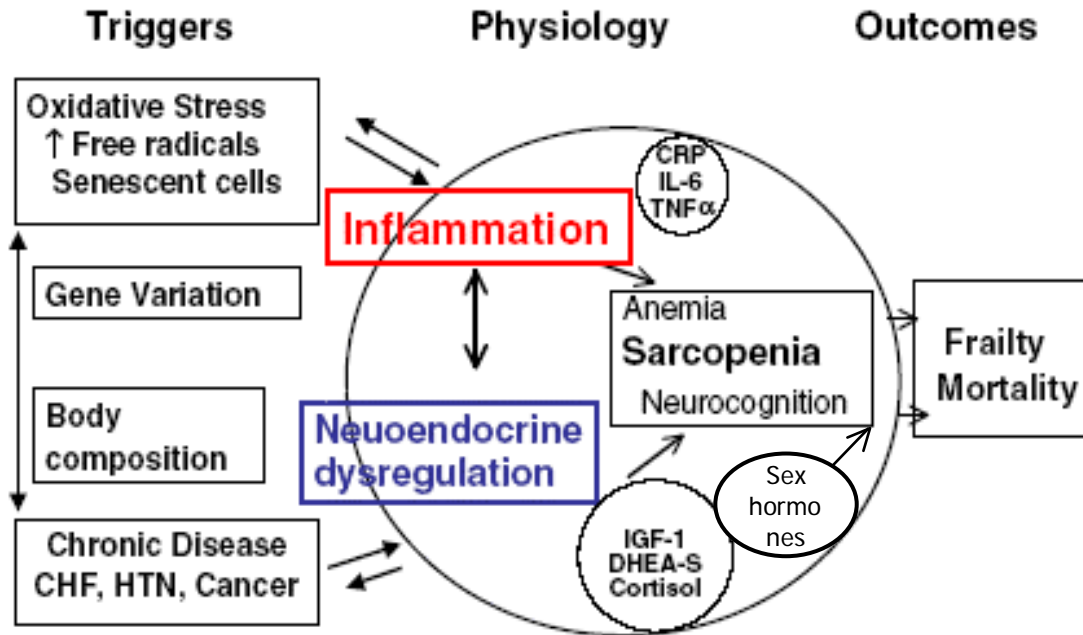 Triggers
Physiology
Outcomes
Oxidative Stress
↑ Free radicals
Senescent cells
Gene Variation
Body
composition
Chronic Disease
CHF, HTN, Cancer
Inflammation
Neuoendocrine
dysregulation
CRP
IL-6
TNFα
Anemia
Sarcopenia
Neurocognition
IGF-1
DHEA-S
Cortisol
Sex
hormo
nes
Frailty
Mortality